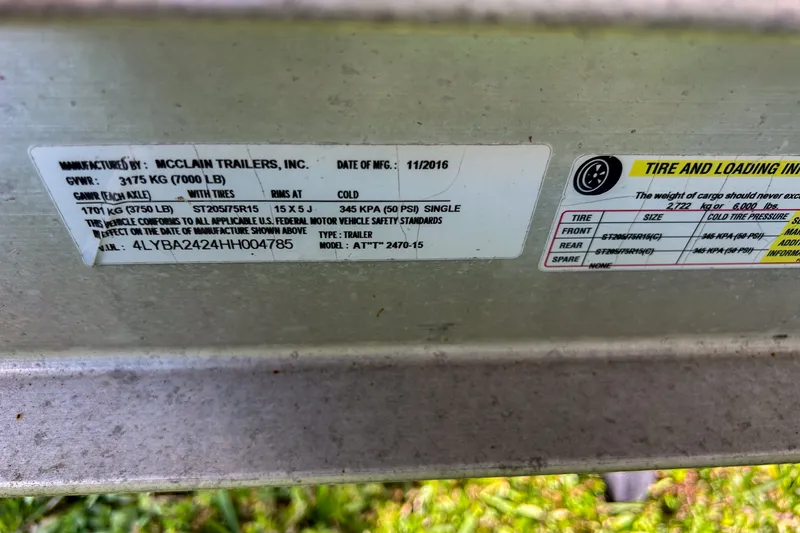 MANUFACTURED BY : MCCLAIN TRAILERS, INC. DATE OF MFG. : 11/2016
GVWR : 3175 KG (7000 LB)
GAWR (EACH AXLE) WITH TIRES RIMS AT COLD
1701 KG (3750 LB) ST205/75R15 15 X 5 J 345 KPA (50 PSI) SINGLE
THIS VEHICLE CONFORMS TO ALL APPLICABLE U.S. FEDERAL MOTOR VEHICLE SAFETY STANDARDS
EFFECT ON THE DATE OF MANUFACTURE SHOWN ABOVE TYPE : TRAILER
4LYBA2424HH004785 MODEL : AT"T" 2470-15
TIRE AND LOADING IN
The weight of cargo should never exc
2,722 kg or 6,000 lbs.
TIRE SIZE COLD TIRE PRESSURE
FRONT ST205/75R15(C) 345 KPA (50 PSI)
REAR ST205/75R15(C) 345 KPA (50 PSI)
SPARE NONE